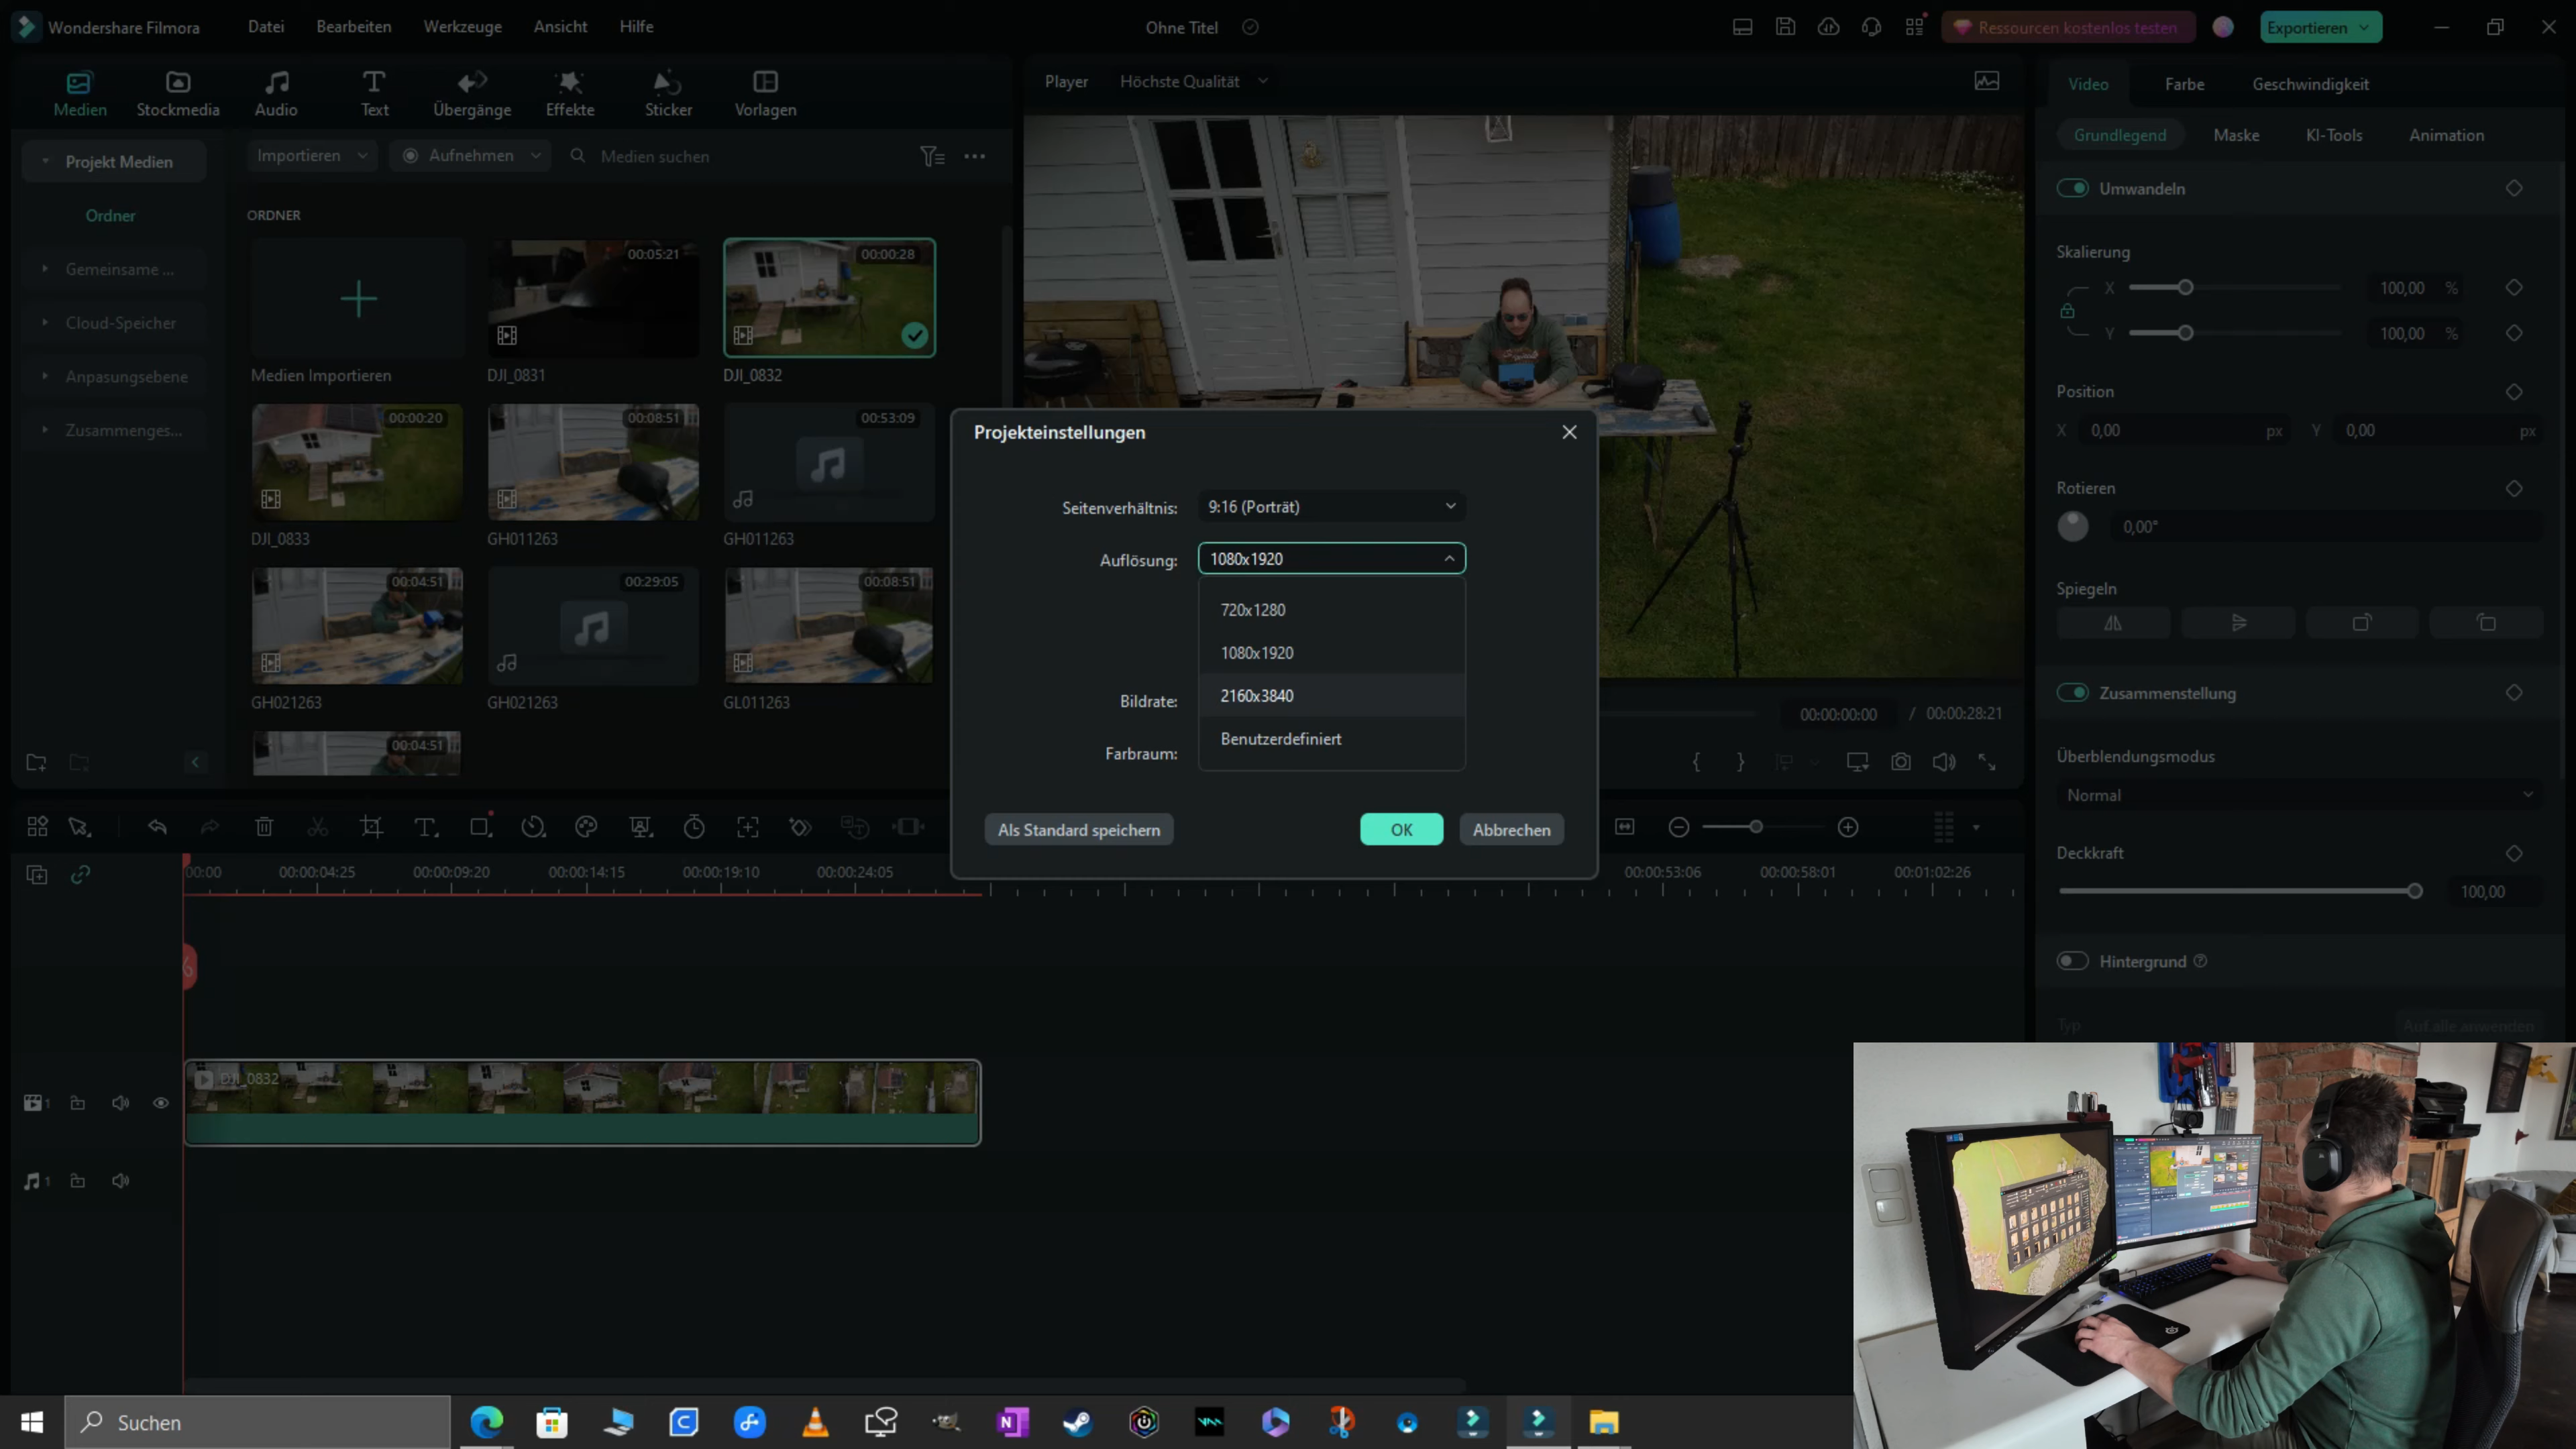 Wondershare Filmora
Datei
Bearbeiten
Werkzeuge
Ansicht
Hilfe
Ohne Titel
Ressourcen kostenlos testen
Exportieren
Medien
Stockmedia
Audio
Text
Übergänge
Effekte
Sticker
Vorlagen
Player
Höchste Qualität
Video
Farbe
Geschwindigkeit
Grundlegend
Maske
KI-Tools
Animation
Projekt Medien
Importieren
Aufnehmen
Medien suchen
Ordner
Gemeinsame ...
Cloud-Speicher
Anpasungsebene
Zusammenges...
ORDNER
00:05:21
00:00:28
Medien Importieren
DJI_0831
DJI_0832
00:00:20
00:08:51
00:53:09
DJI_0833
GH011263
GH011263
00:04:51
00:29:05
00:08:51
GH021263
GH021263
GL011263
00:04:51
Umwandeln
Skalierung
X
100,00 %
Y
100,00 %
Position
X 0,00 px
Y 0,00 px
Rotieren
0,00°
Spiegeln
Zusammenstellung
Überblendungsmodus
Normal
Deckkraft
100,00
Hintergrund
Typ
Auf alle anwenden
Projekteinstellungen
Seitenverhältnis:
9:16 (Porträt)
Auflösung:
1080x1920
720x1280
1080x1920
2160x3840
Benutzerdefiniert
Bildrate:
Farbraum:
Als Standard speichern
OK
Abbrechen
00:00:00:00 / 00:00:28:21
00:00
00:00:04:25
00:00:09:20
00:00:14:15
00:00:19:10
00:00:24:05
00:00:53:06
00:00:58:01
00:01:02:26
DJI_0832
1
1
Suchen